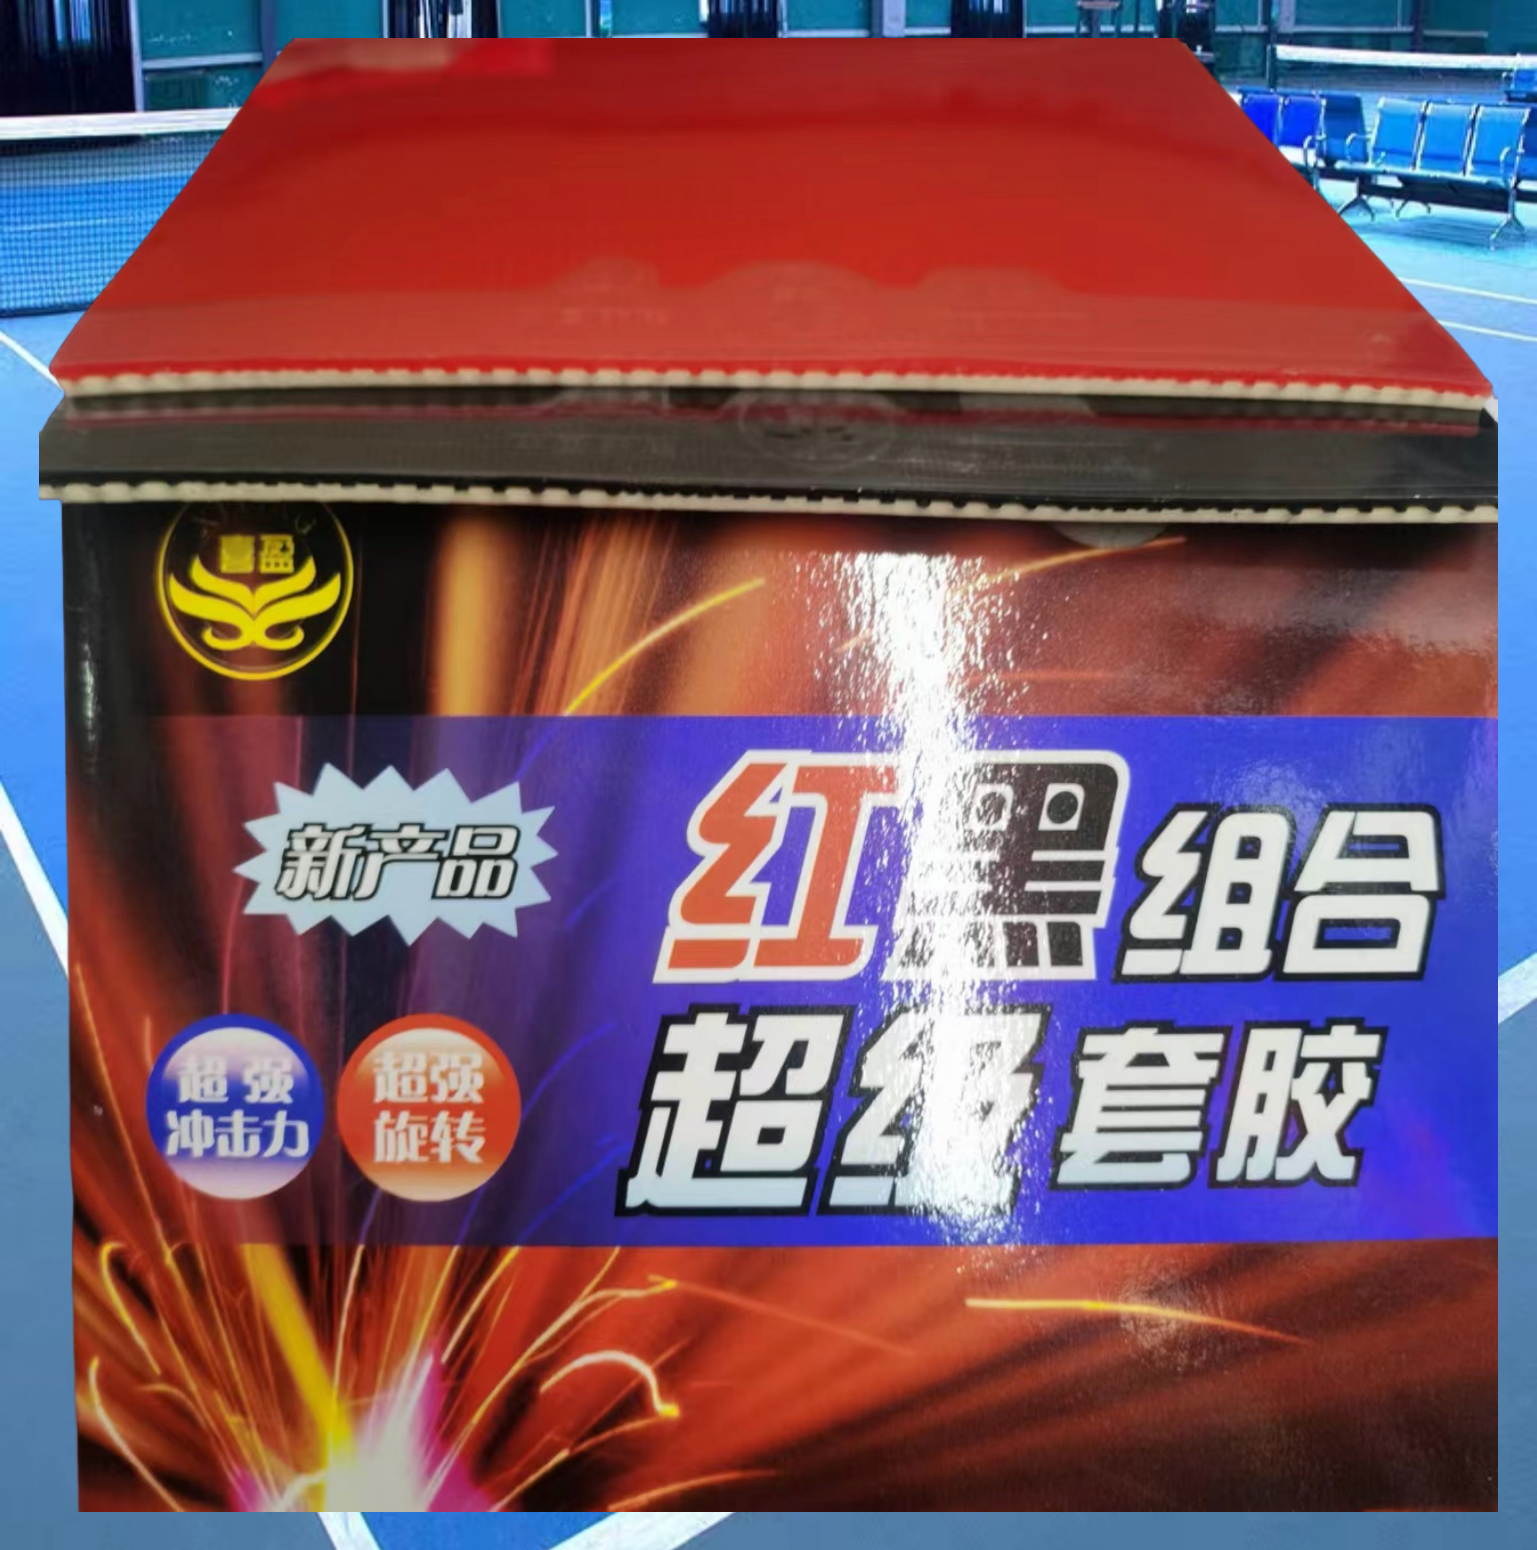 喜盈
新产品
红黑组合
超级套胶
超强
冲击力
超强
旋转